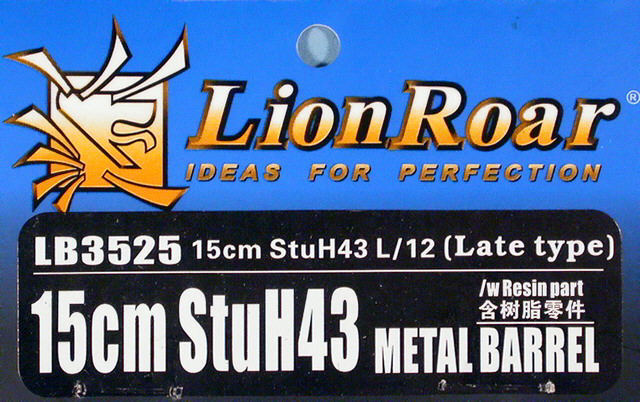 LionRoar®
IDEAS FOR PERFECTION
LB3525 15cm StuH43 L/12 (Late type)
/w Resin part
含树脂零件
15cm StuH43 METAL BARREL